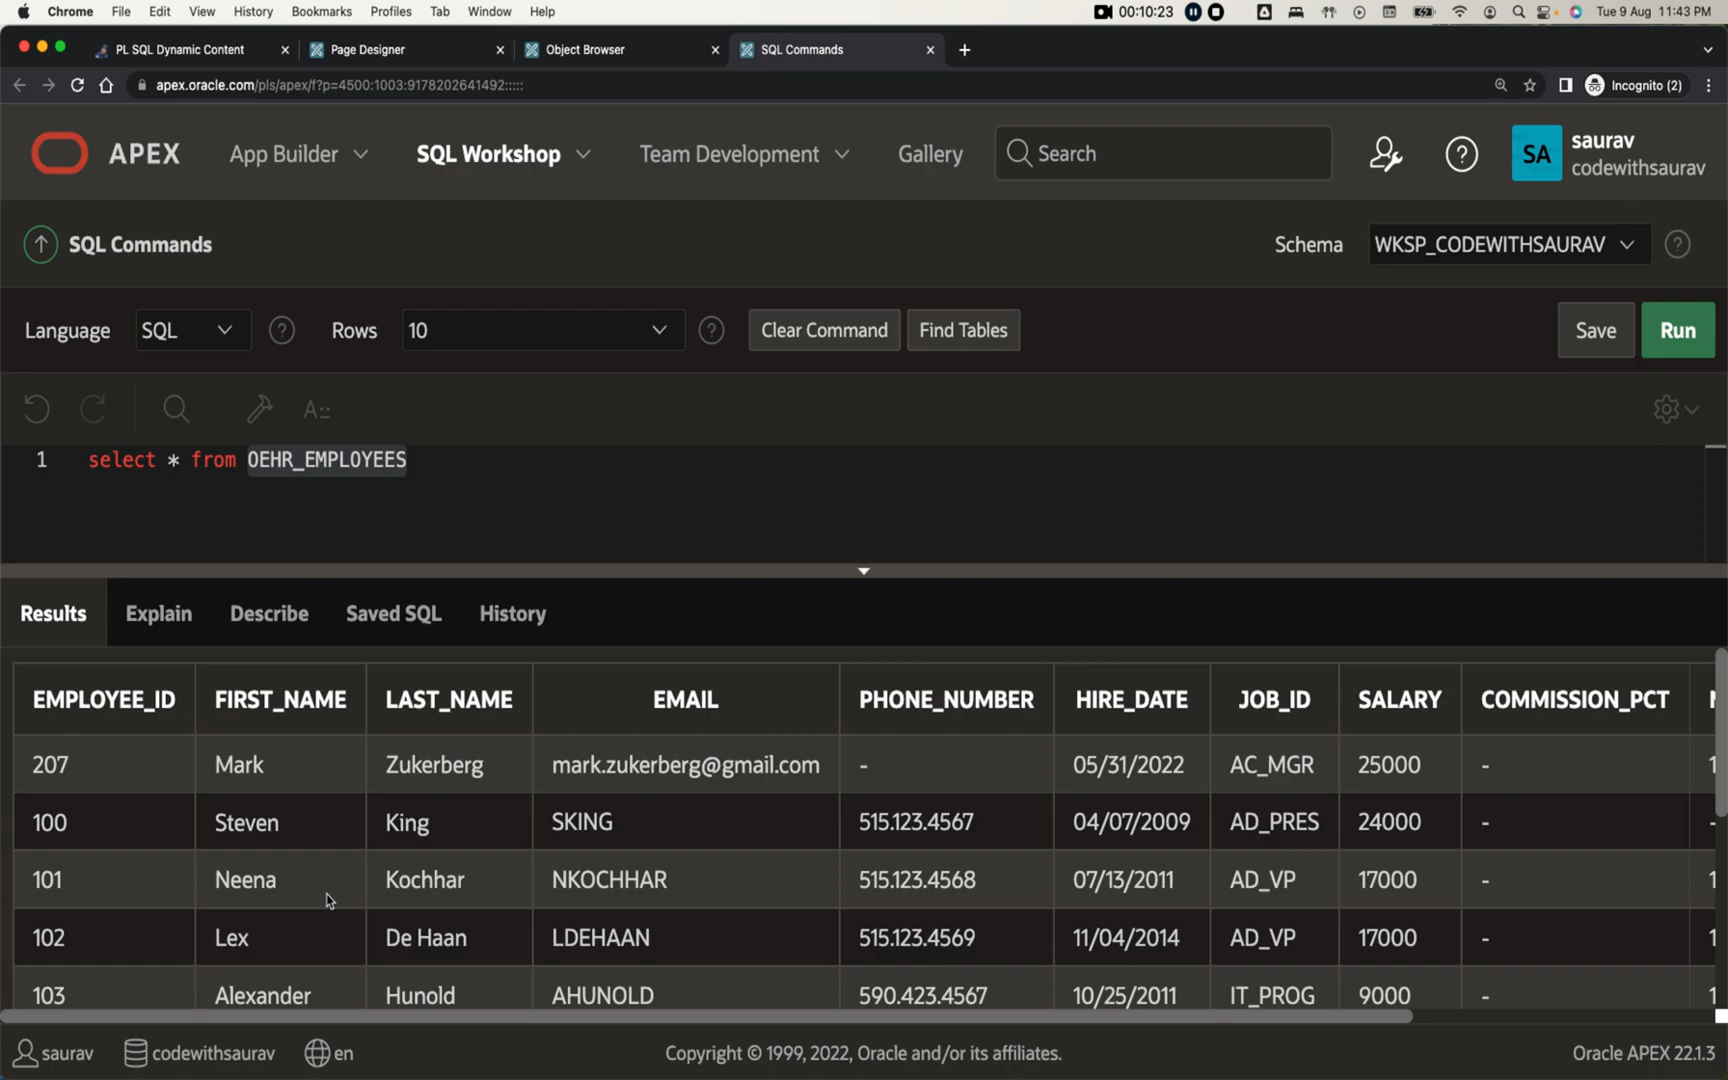 Chrome File Edit View History Bookmarks Profiles Tab Window Help 00:10:23 Tue 9 Aug 11:43 PM
PL SQL Dynamic Content Page Designer Object Browser SQL Commands
apex.oracle.com/pls/apex/f?p=4500:1003:9178202641492::::: Incognito (2)
APEX App Builder SQL Workshop Team Development Gallery Search ? SA saurav
codewithsaurav
SQL Commands Schema WKSP_CODEWITHSAURAV ?
Language SQL ? Rows 10 ? Clear Command Find Tables Save Run
1 select * from OEHR_EMPLOYEES
Results Explain Describe Saved SQL History
EMPLOYEE_ID FIRST_NAME LAST_NAME EMAIL PHONE_NUMBER HIRE_DATE JOB_ID SALARY COMMISSION_PCT
207 Mark Zukerberg mark.zukerberg@gmail.com - 05/31/2022 AC_MGR 25000 -
100 Steven King SKING 515.123.4567 04/07/2009 AD_PRES 24000 - -
101 Neena Kochhar NKOCHHAR 515.123.4568 07/13/2011 AD_VP 17000 -
102 Lex De Haan LDEHAAN 515.123.4569 11/04/2014 AD_VP 17000 -
103 Alexander Hunold AHUNOLD 590.423.4567 10/25/2011 IT_PROG 9000 -
saurav codewithsaurav en Copyright © 1999, 2022, Oracle and/or its affiliates. Oracle APEX 22.1.3